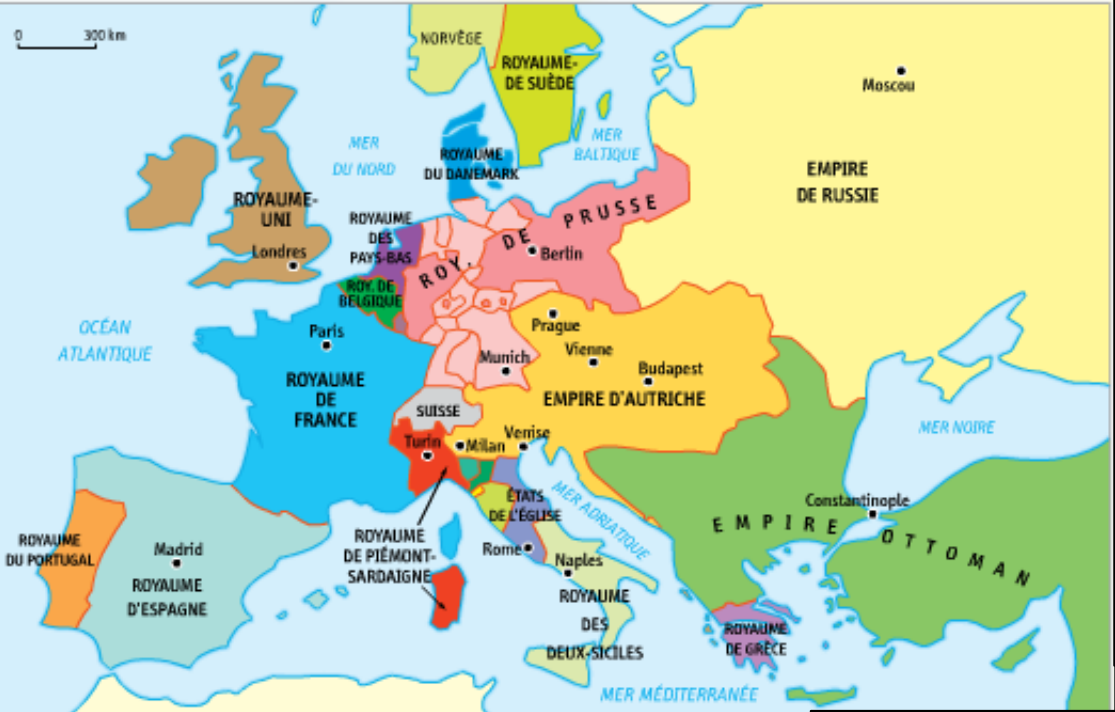 0 300 km
NORVÈGE
ROYAUME-
DE SUÈDE
Moscou
MER
DU NORD
ROYAUME
DU DANEMARK
MER
BALTIQUE
EMPIRE
DE RUSSIE
ROYAUME-
UNI
Londres
ROYAUME
DES
PAYS-BAS
ROY. DE PRUSSE
Berlin
ROY. DE
BELGIQUE
OCÉAN
ATLANTIQUE
Paris
Prague
Vienne
Munich
Budapest
ROYAUME
DE
FRANCE
EMPIRE D'AUTRICHE
SUISSE
MER NOIRE
Turin
Milan
Venise
ÉTATS
DE L'ÉGLISE
MER ADRIATIQUE
Constantinople
EMPIRE OTTOMAN
ROYAUME
DU PORTUGAL
Madrid
ROYAUME
D'ESPAGNE
ROYAUME
DE PIÉMONT-
SARDAIGNE
Rome
Naples
ROYAUME
DES
DEUX-SICILES
ROYAUME
DE GRÈCE
MER MÉDITERRANÉE